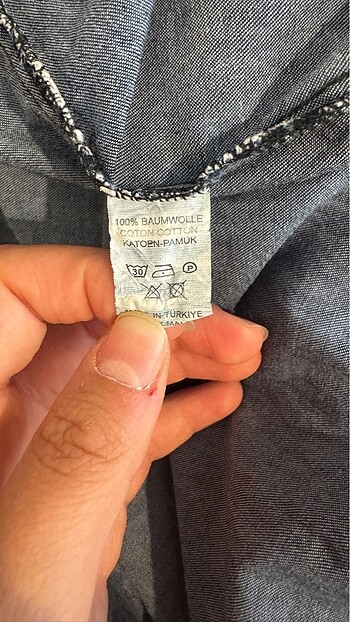 100% BAUMWOLLE
COTON-COTTON
KATOEN-PAMUK
30 P
IN TÜRKIYE